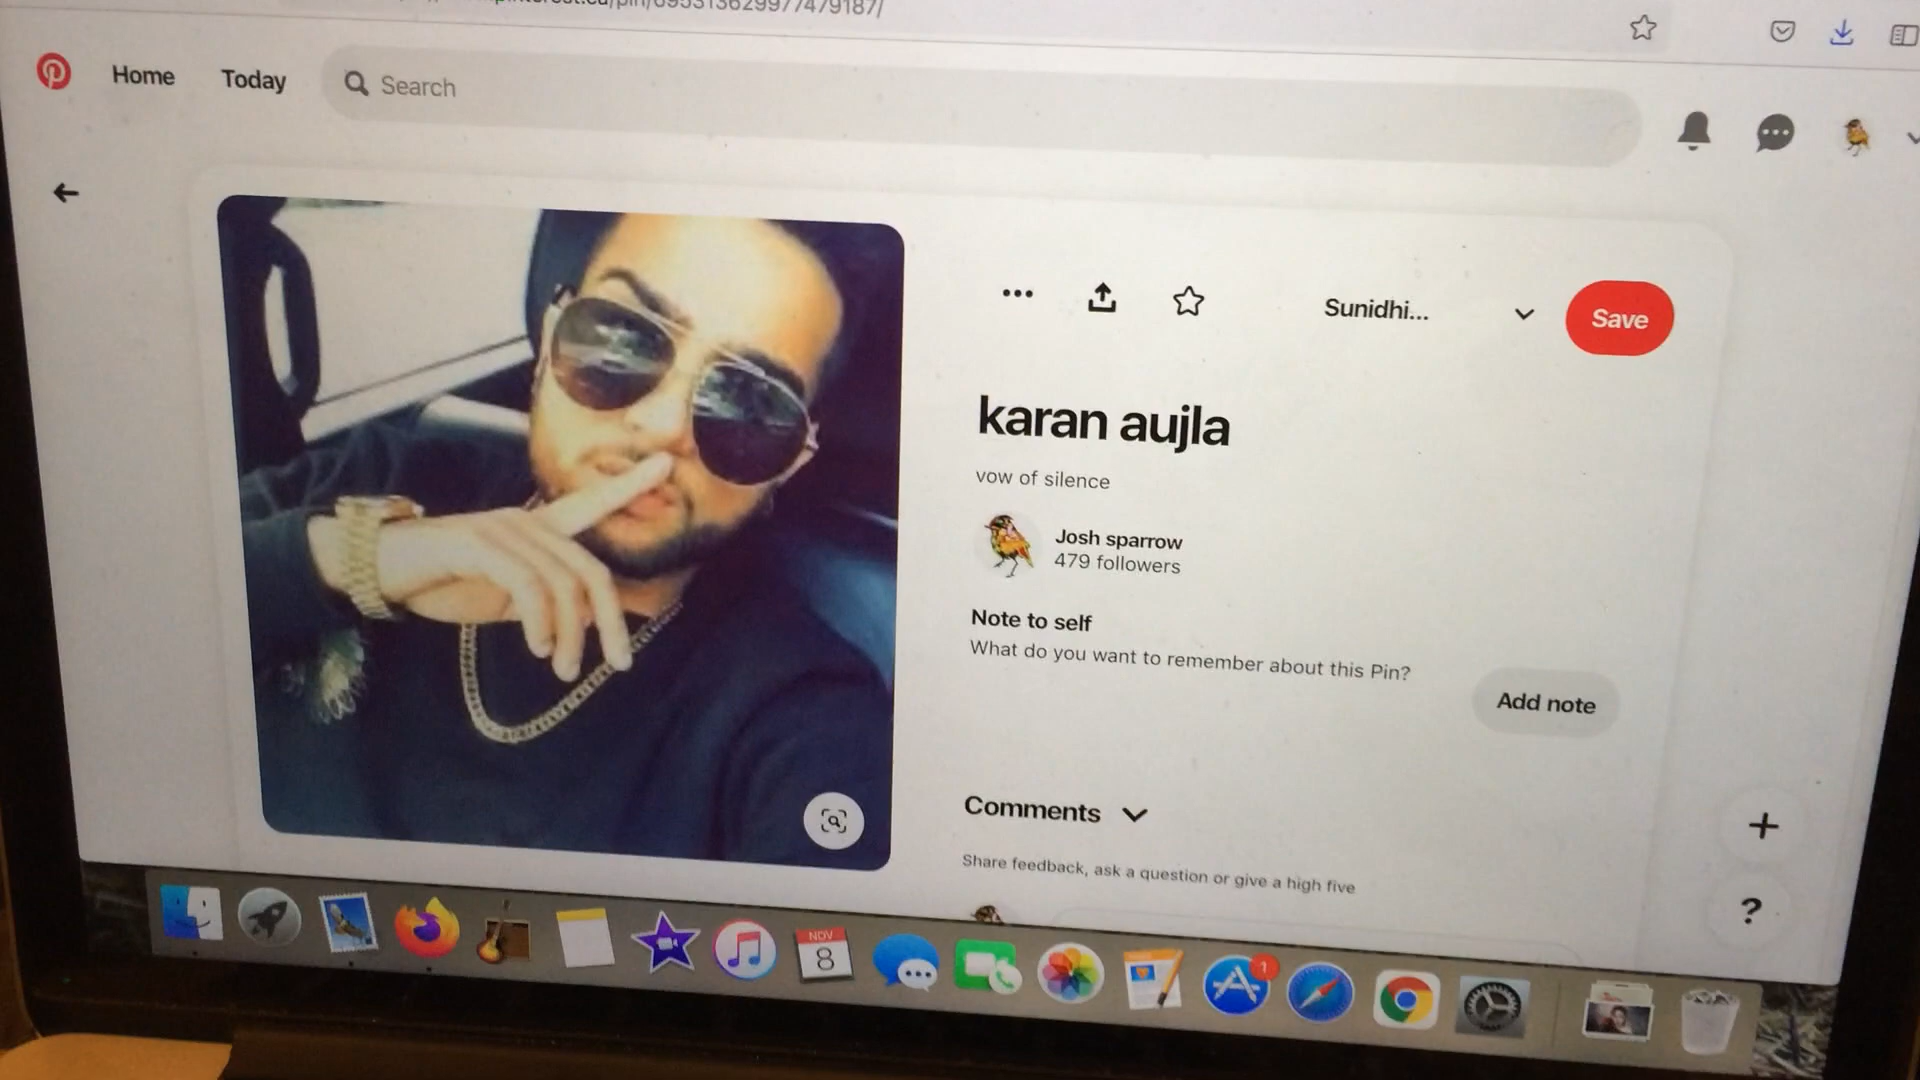 Home Today Search
Sunidhi... Save
karan aujla
vow of silence
Josh sparrow
479 followers
Note to self
What do you want to remember about this Pin?
Add note
Comments
Share feedback, ask a question or give a high five
?
NOV
8
1